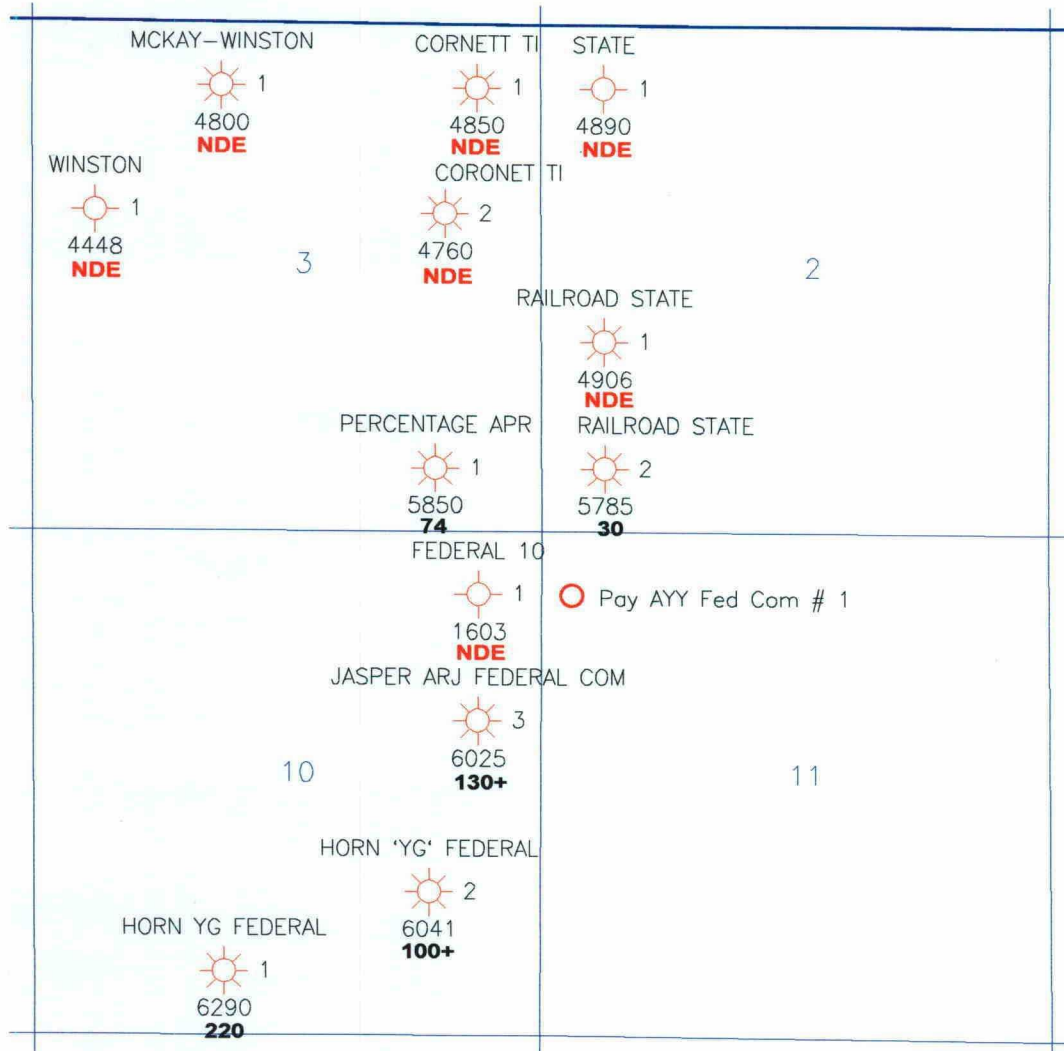 MCKAY-WINSTON
1
4800
NDE
CORNETT TI
1
4850
NDE
STATE
1
4890
NDE
WINSTON
1
4448
NDE
CORONET TI
2
4760
NDE
3
2
RAILROAD STATE
1
4906
NDE
PERCENTAGE APR
1
5850
74
RAILROAD STATE
2
5785
30
FEDERAL 10
1
1603
NDE
Pay AYY Fed Com # 1
JASPER ARJ FEDERAL COM
3
6025
130+
10
11
HORN 'YG' FEDERAL
2
6041
100+
HORN YG FEDERAL
1
6290
220